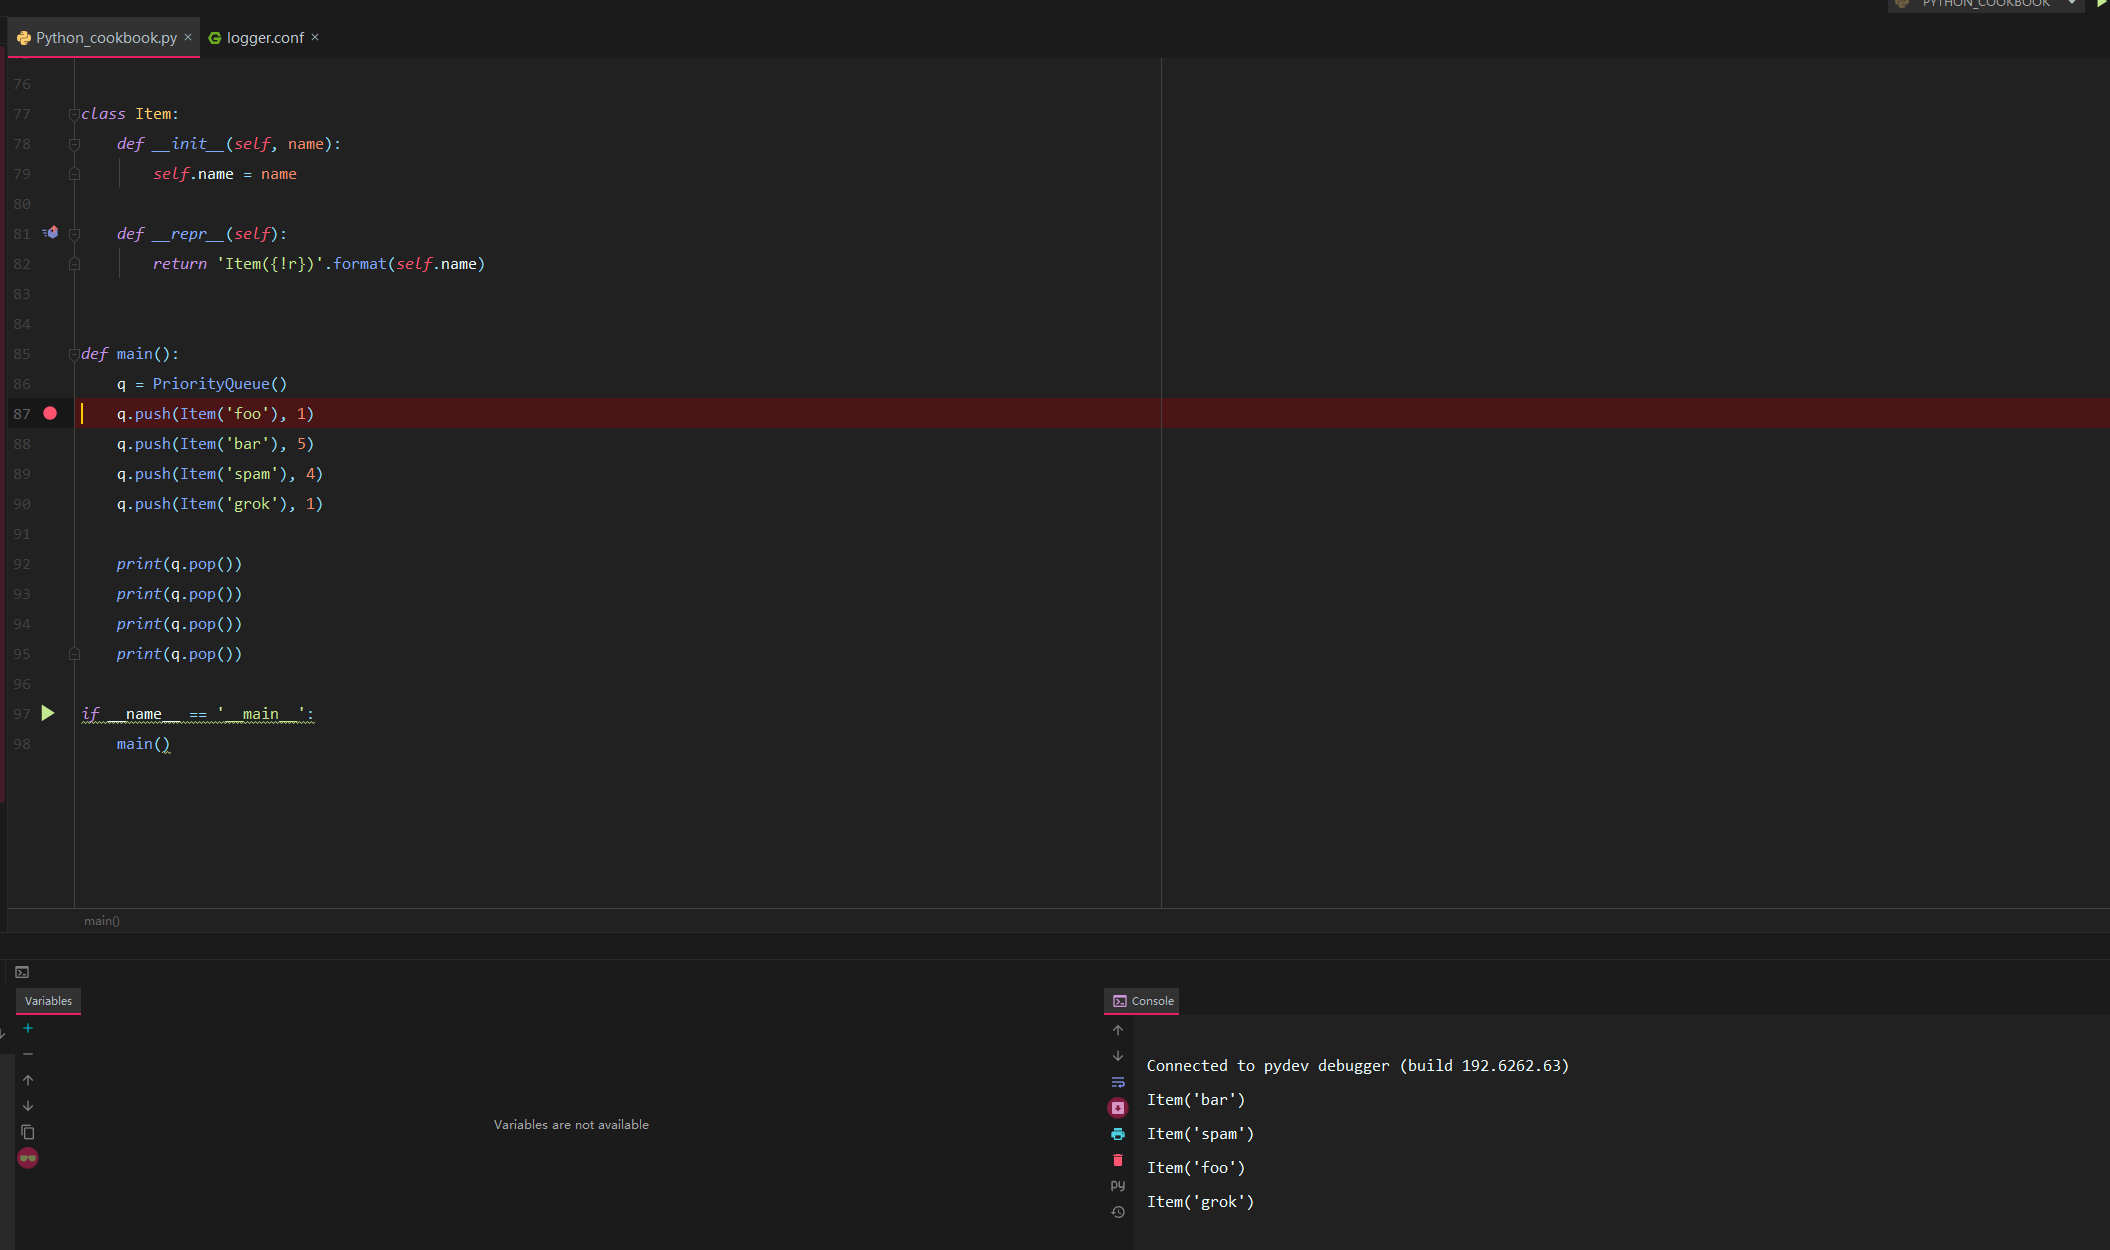 PYTHON_COOKBOOK
Python_cookbook.py × logger.conf ×
76
77 class Item:
78     def __init__(self, name):
79         self.name = name
80
81     def __repr__(self):
82         return 'Item({!r})'.format(self.name)
83
84
85 def main():
86     q = PriorityQueue()
87     q.push(Item('foo'), 1)
88     q.push(Item('bar'), 5)
89     q.push(Item('spam'), 4)
90     q.push(Item('grok'), 1)
91
92     print(q.pop())
93     print(q.pop())
94     print(q.pop())
95     print(q.pop())
96
97 if __name__ == '__main__':
98     main()
main()
Variables
Variables are not available
Console
Connected to pydev debugger (build 192.6262.63)
Item('bar')
Item('spam')
Item('foo')
Item('grok')
py